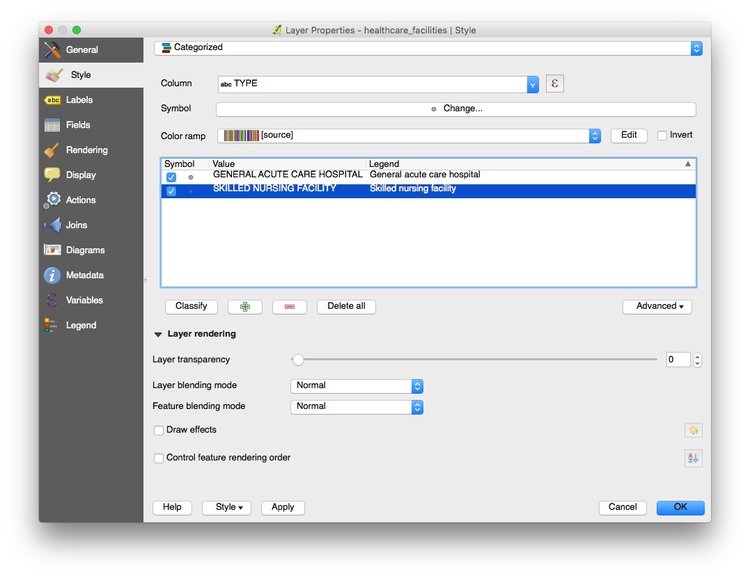 Layer Properties - healthcare_facilities | Style
General
Style
Labels
Fields
Rendering
Display
Actions
Joins
Diagrams
Metadata
Variables
Legend
Categorized
Column abc TYPE ε
Symbol Change...
Color ramp [source] Edit Invert
Symbol Value Legend
GENERAL ACUTE CARE HOSPITAL General acute care hospital
SKILLED NURSING FACILITY Skilled nursing facility
Classify Delete all Advanced
Layer rendering
Layer transparency 0
Layer blending mode Normal
Feature blending mode Normal
Draw effects
Control feature rendering order
Help Style Apply Cancel OK